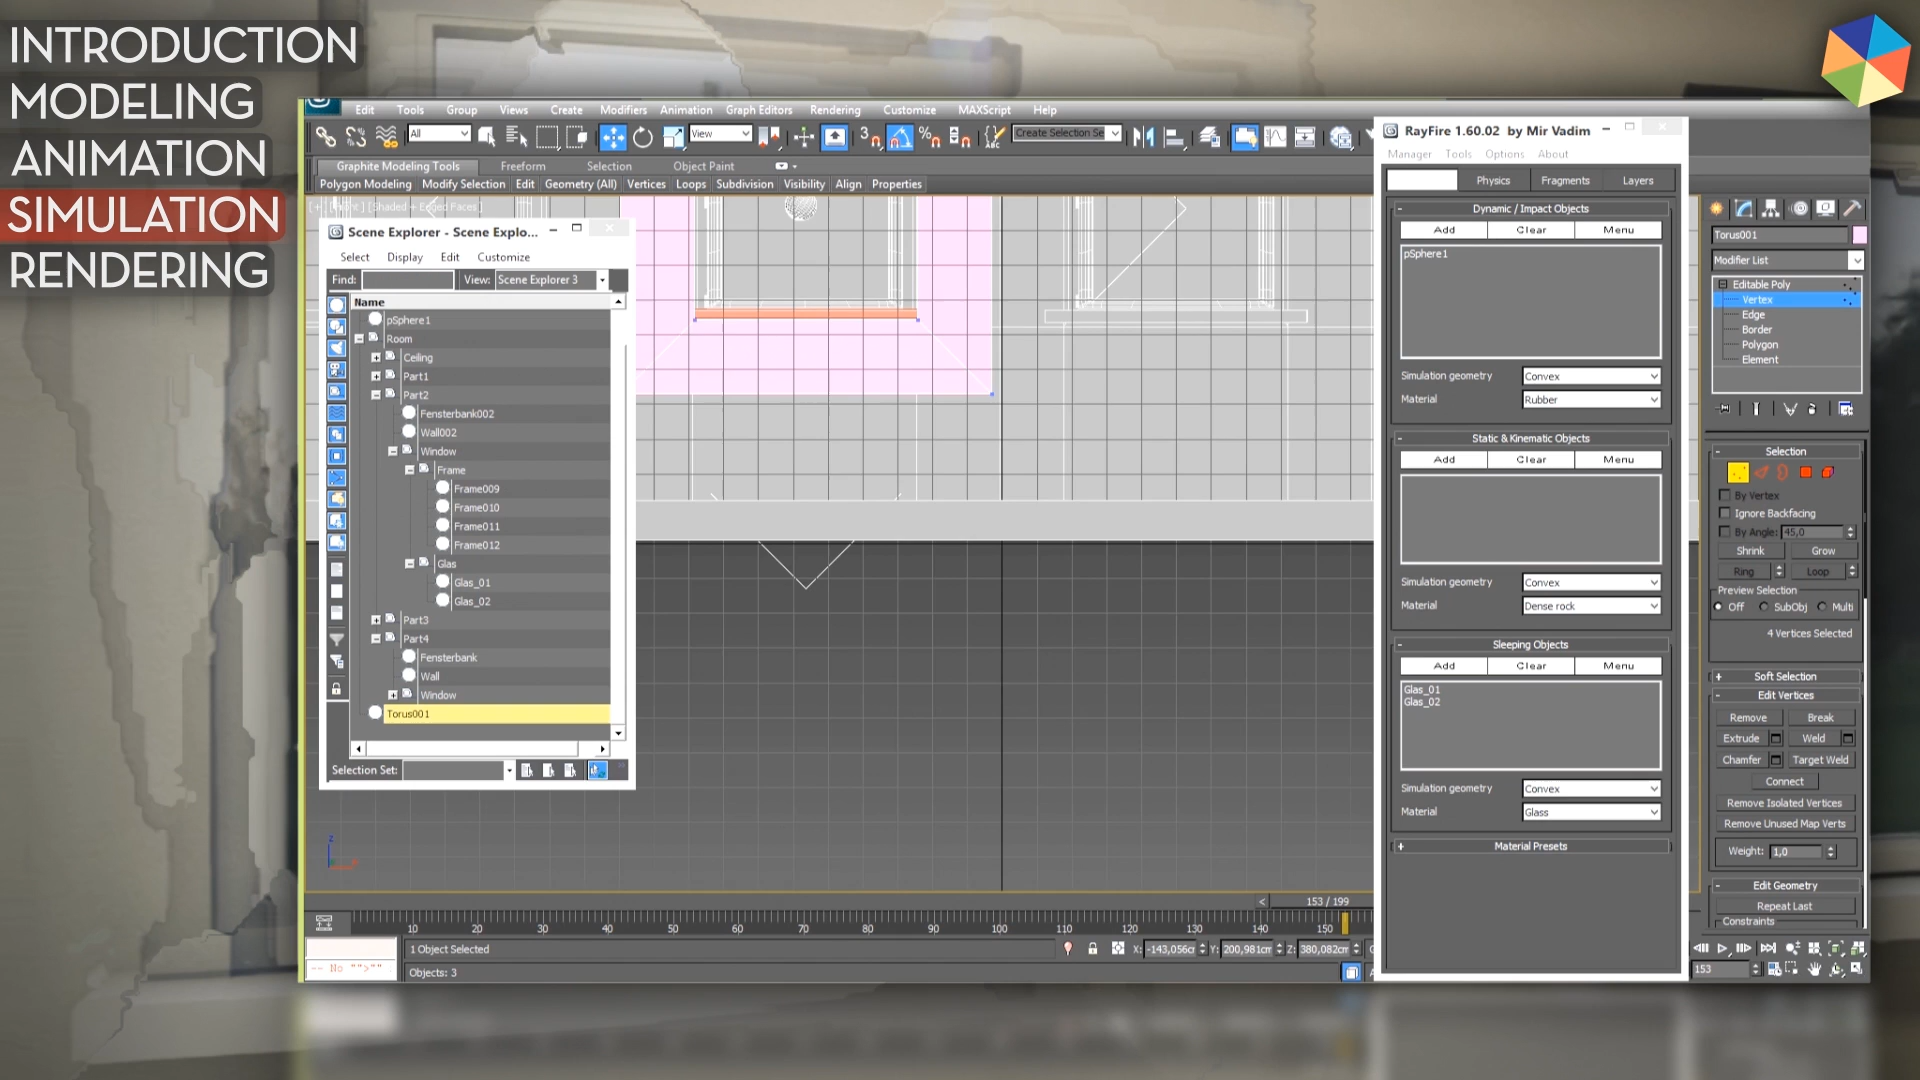 INTRODUCTION
MODELING
ANIMATION
SIMULATION
RENDERING
Edit Tools Group Views Create Modifiers Animation Graph Editors Rendering Customize MAXScript Help
All View Create Selection Se
Graphite Modeling Tools Freeform Selection Object Paint
Polygon Modeling Modify Selection Edit Geometry (All) Vertices Loops Subdivision Visibility Align Properties
[Shaded + Edged Faces]
Scene Explorer - Scene Explo...
Select Display Edit Customize
Find: View: Scene Explorer 3
Name
pSphere1
Room
Ceiling
Part1
Part2
Fensterbank002
Wall002
Window
Frame
Frame009
Frame010
Frame011
Frame012
Glas
Glas_01
Glas_02
Part3
Part4
Fensterbank
Wall
Window
Torus001
Selection Set:
153 / 199
10 20 30 40 50 60 70 80 90 100 110 120 130 140 150
1 Object Selected X: -143,056cr Y: 200,981cm Z: 380,082cm
-- No "">""
Objects: 3
RayFire 1.60.02 by Mir Vadim
Manager Tools Options About
Physics Fragments Layers
Dynamic / Impact Objects
Add Clear Menu
pSphere1
Simulation geometry Convex
Material Rubber
Static & Kinematic Objects
Add Clear Menu
Simulation geometry Convex
Material Dense rock
Sleeping Objects
Add Clear Menu
Glas_01
Glas_02
Simulation geometry Convex
Material Glass
Material Presets
Torus001
Modifier List
Editable Poly
Vertex
Edge
Border
Polygon
Element
Selection
By Vertex
Ignore Backfacing
By Angle: 45,0
Shrink Grow
Ring Loop
Preview Selection
Off SubObj Multi
4 Vertices Selected
Soft Selection
Edit Vertices
Remove Break
Extrude Weld
Chamfer Target Weld
Connect
Remove Isolated Vertices
Remove Unused Map Verts
Weight: 1,0
Edit Geometry
Repeat Last
Constraints
153